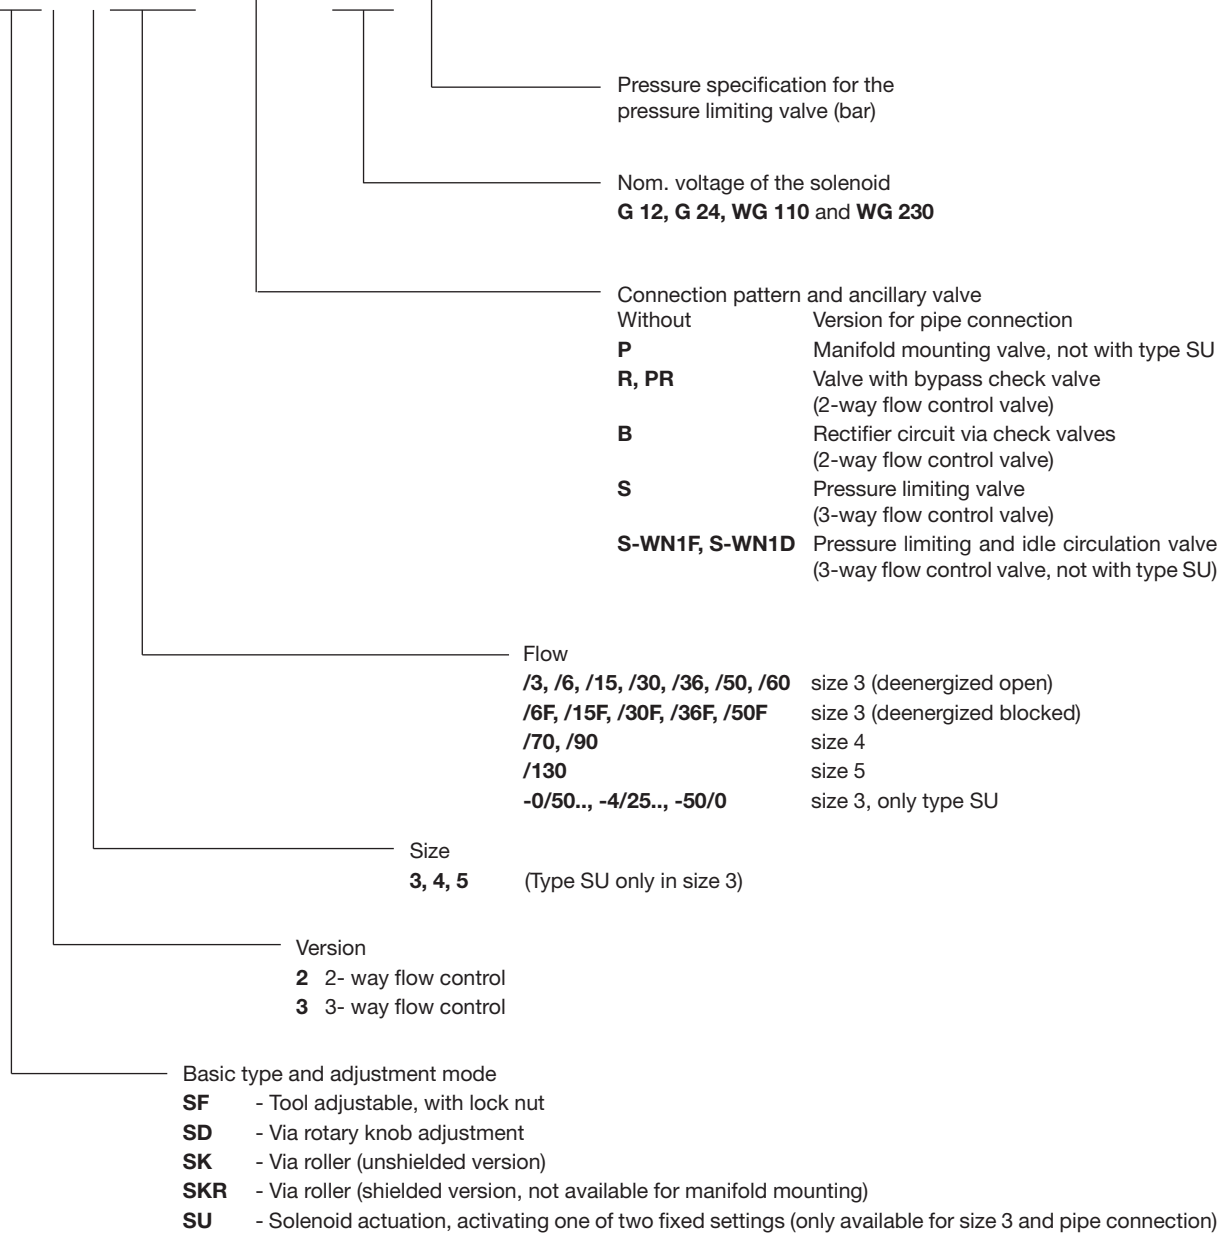 Pressure specification for the
pressure limiting valve (bar)
Nom. voltage of the solenoid
G 12, G 24, WG 110 and WG 230
Connection pattern and ancillary valve
Without Version for pipe connection
P Manifold mounting valve, not with type SU
R, PR Valve with bypass check valve
(2-way flow control valve)
B Rectifier circuit via check valves
(2-way flow control valve)
S Pressure limiting valve
(3-way flow control valve)
S-WN1F, S-WN1D Pressure limiting and idle circulation valve
(3-way flow control valve, not with type SU)
Flow
/3, /6, /15, /30, /36, /50, /60 size 3 (deenergized open)
/6F, /15F, /30F, /36F, /50F size 3 (deenergized blocked)
/70, /90 size 4
/130 size 5
-0/50.., -4/25.., -50/0 size 3, only type SU
Size
3, 4, 5 (Type SU only in size 3)
Version
2 2- way flow control
3 3- way flow control
Basic type and adjustment mode
SF - Tool adjustable, with lock nut
SD - Via rotary knob adjustment
SK - Via roller (unshielded version)
SKR - Via roller (shielded version, not available for manifold mounting)
SU - Solenoid actuation, activating one of two fixed settings (only available for size 3 and pipe connection)